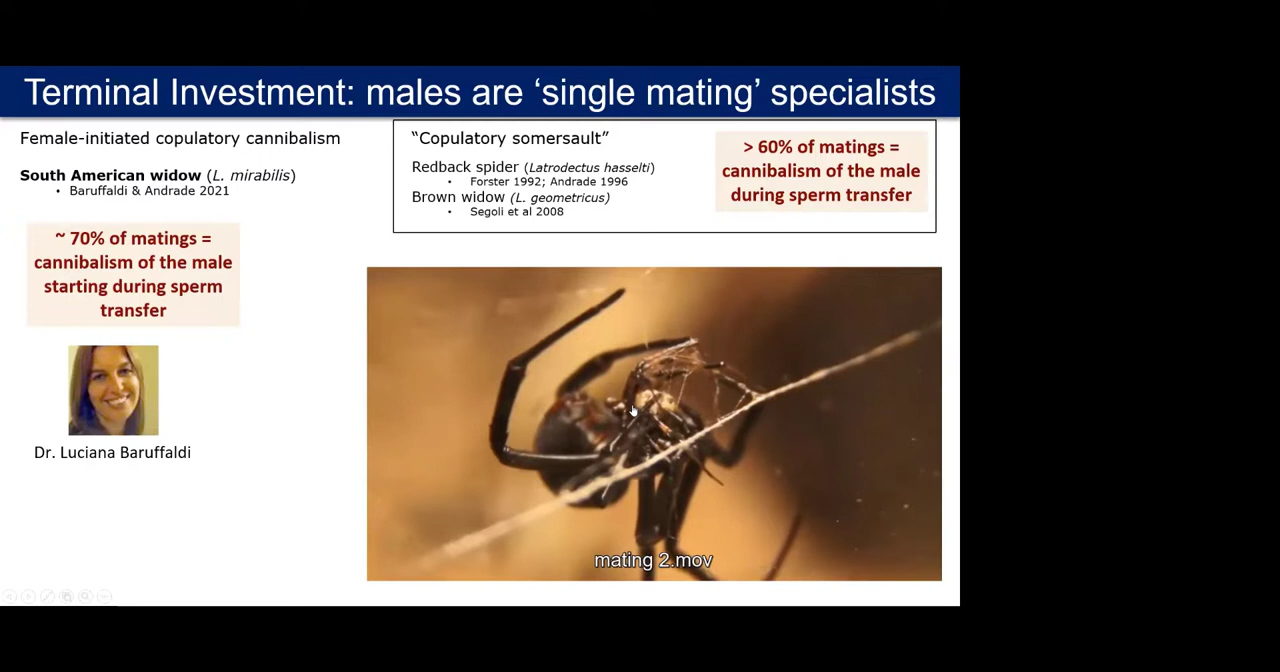 Terminal Investment: males are ‘single mating’ specialists
Female-initiated copulatory cannibalism
South American widow (L. mirabilis)
• Baruffaldi & Andrade 2021
~ 70% of matings =
cannibalism of the male
starting during sperm
transfer
Dr. Luciana Baruffaldi
“Copulatory somersault”
Redback spider (Latrodectus hasselti)
• Forster 1992; Andrade 1996
Brown widow (L. geometricus)
• Segoli et al 2008
> 60% of matings =
cannibalism of the male
during sperm transfer
mating 2.mov